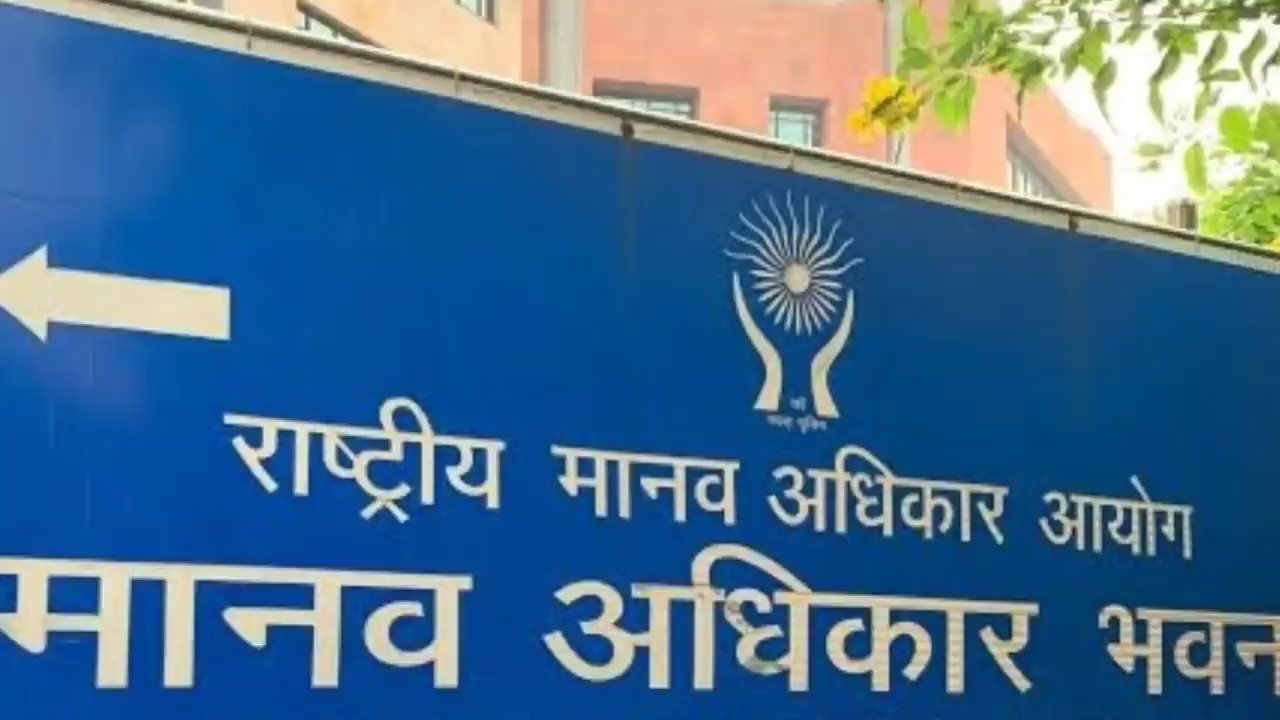 राष्ट्रीय मानव अधिकार आयोग
मानव अधिकार भवन